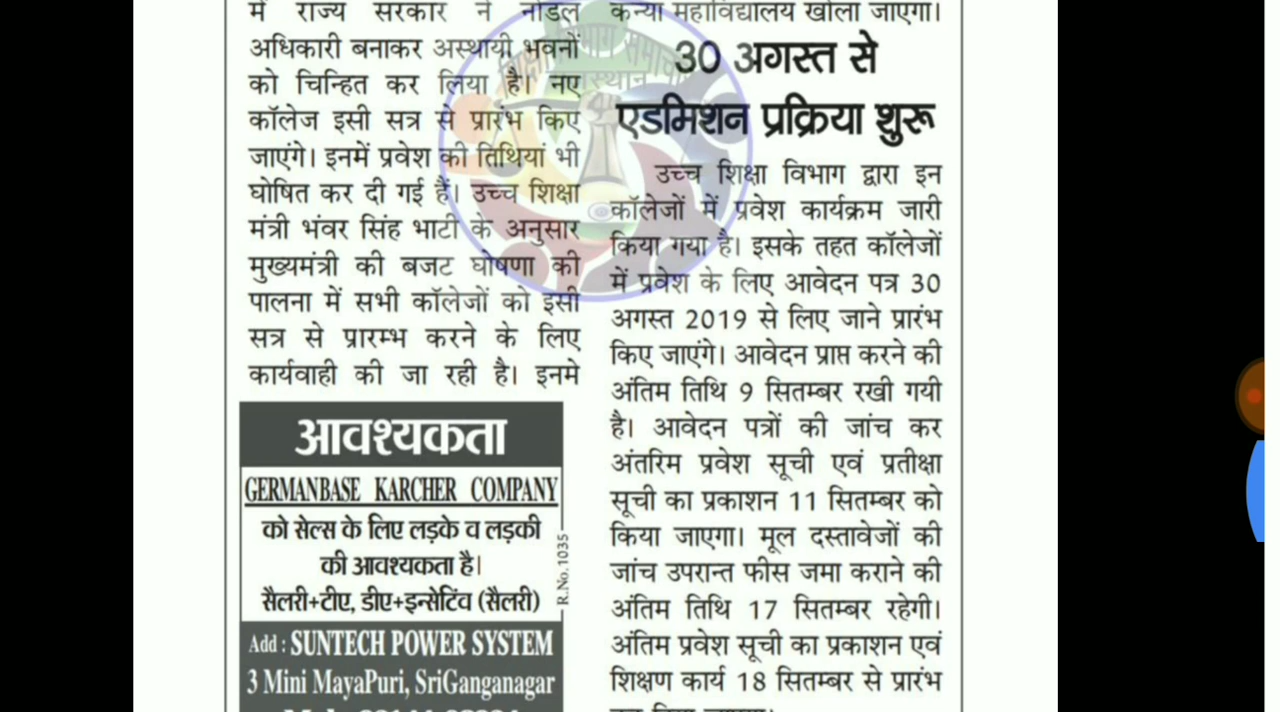 में राज्य सरकार ने नोडल
अधिकारी बनाकर अस्थायी भवनों
को चिन्हित कर लिया है। नए
कॉलेज इसी सत्र से प्रारंभ किए
जाएंगे। इनमें प्रवेश की तिथियां भी
घोषित कर दी गई हैं। उच्च शिक्षा
मंत्री भंवर सिंह भाटी के अनुसार
मुख्यमंत्री की बजट घोषणा की
पालना में सभी कॉलेजों को इसी
सत्र से प्रारम्भ करने के लिए
कार्यवाही की जा रही है। इनमे
आवश्यकता
GERMANBASE KARCHER COMPANY
को सेल्स के लिए लड़के व लड़की
की आवश्यकता है।
सैलरी+टीए, डीए+इन्सेटिंव (सैलरी)
R.No. 1035
Add : SUNTECH POWER SYSTEM
3 Mini MayaPuri, SriGanganagar
कन्या महाविद्यालय खोला जाएगा।
30 अगस्त से
एडमिशन प्रक्रिया शुरू
उच्च शिक्षा विभाग द्वारा इन
कॉलेजों में प्रवेश कार्यक्रम जारी
किया गया है। इसके तहत कॉलेजों
में प्रवेश के लिए आवेदन पत्र 30
अगस्त 2019 से लिए जाने प्रारंभ
किए जाएंगे। आवेदन प्राप्त करने की
अंतिम तिथि 9 सितम्बर रखी गयी
है। आवेदन पत्रों की जांच कर
अंतरिम प्रवेश सूची एवं प्रतीक्षा
सूची का प्रकाशन 11 सितम्बर को
किया जाएगा। मूल दस्तावेजों की
जांच उपरान्त फीस जमा कराने की
अंतिम तिथि 17 सितम्बर रहेगी।
अंतिम प्रवेश सूची का प्रकाशन एवं
शिक्षण कार्य 18 सितम्बर से प्रारंभ